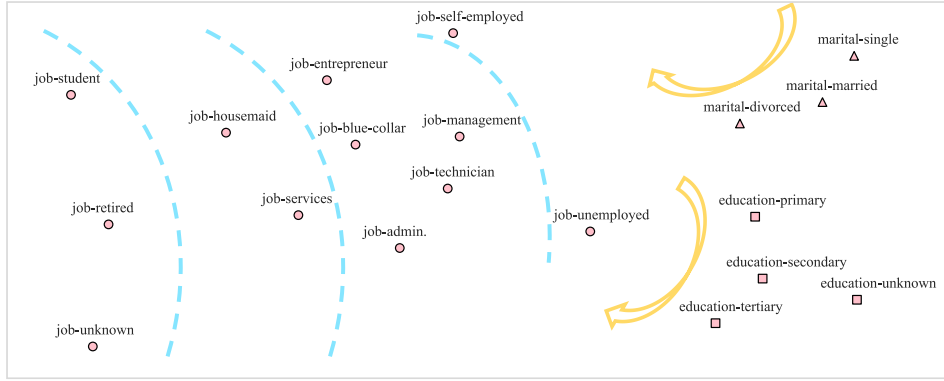 job-self-employed
marital-single
job-entrepreneur
job-student
marital-married
marital-divorced
job-housemaid
job-blue-collar
job-management
job-technician
job-retired
job-services
job-unemployed
education-primary
job-admin.
education-secondary
education-unknown
education-tertiary
job-unknown